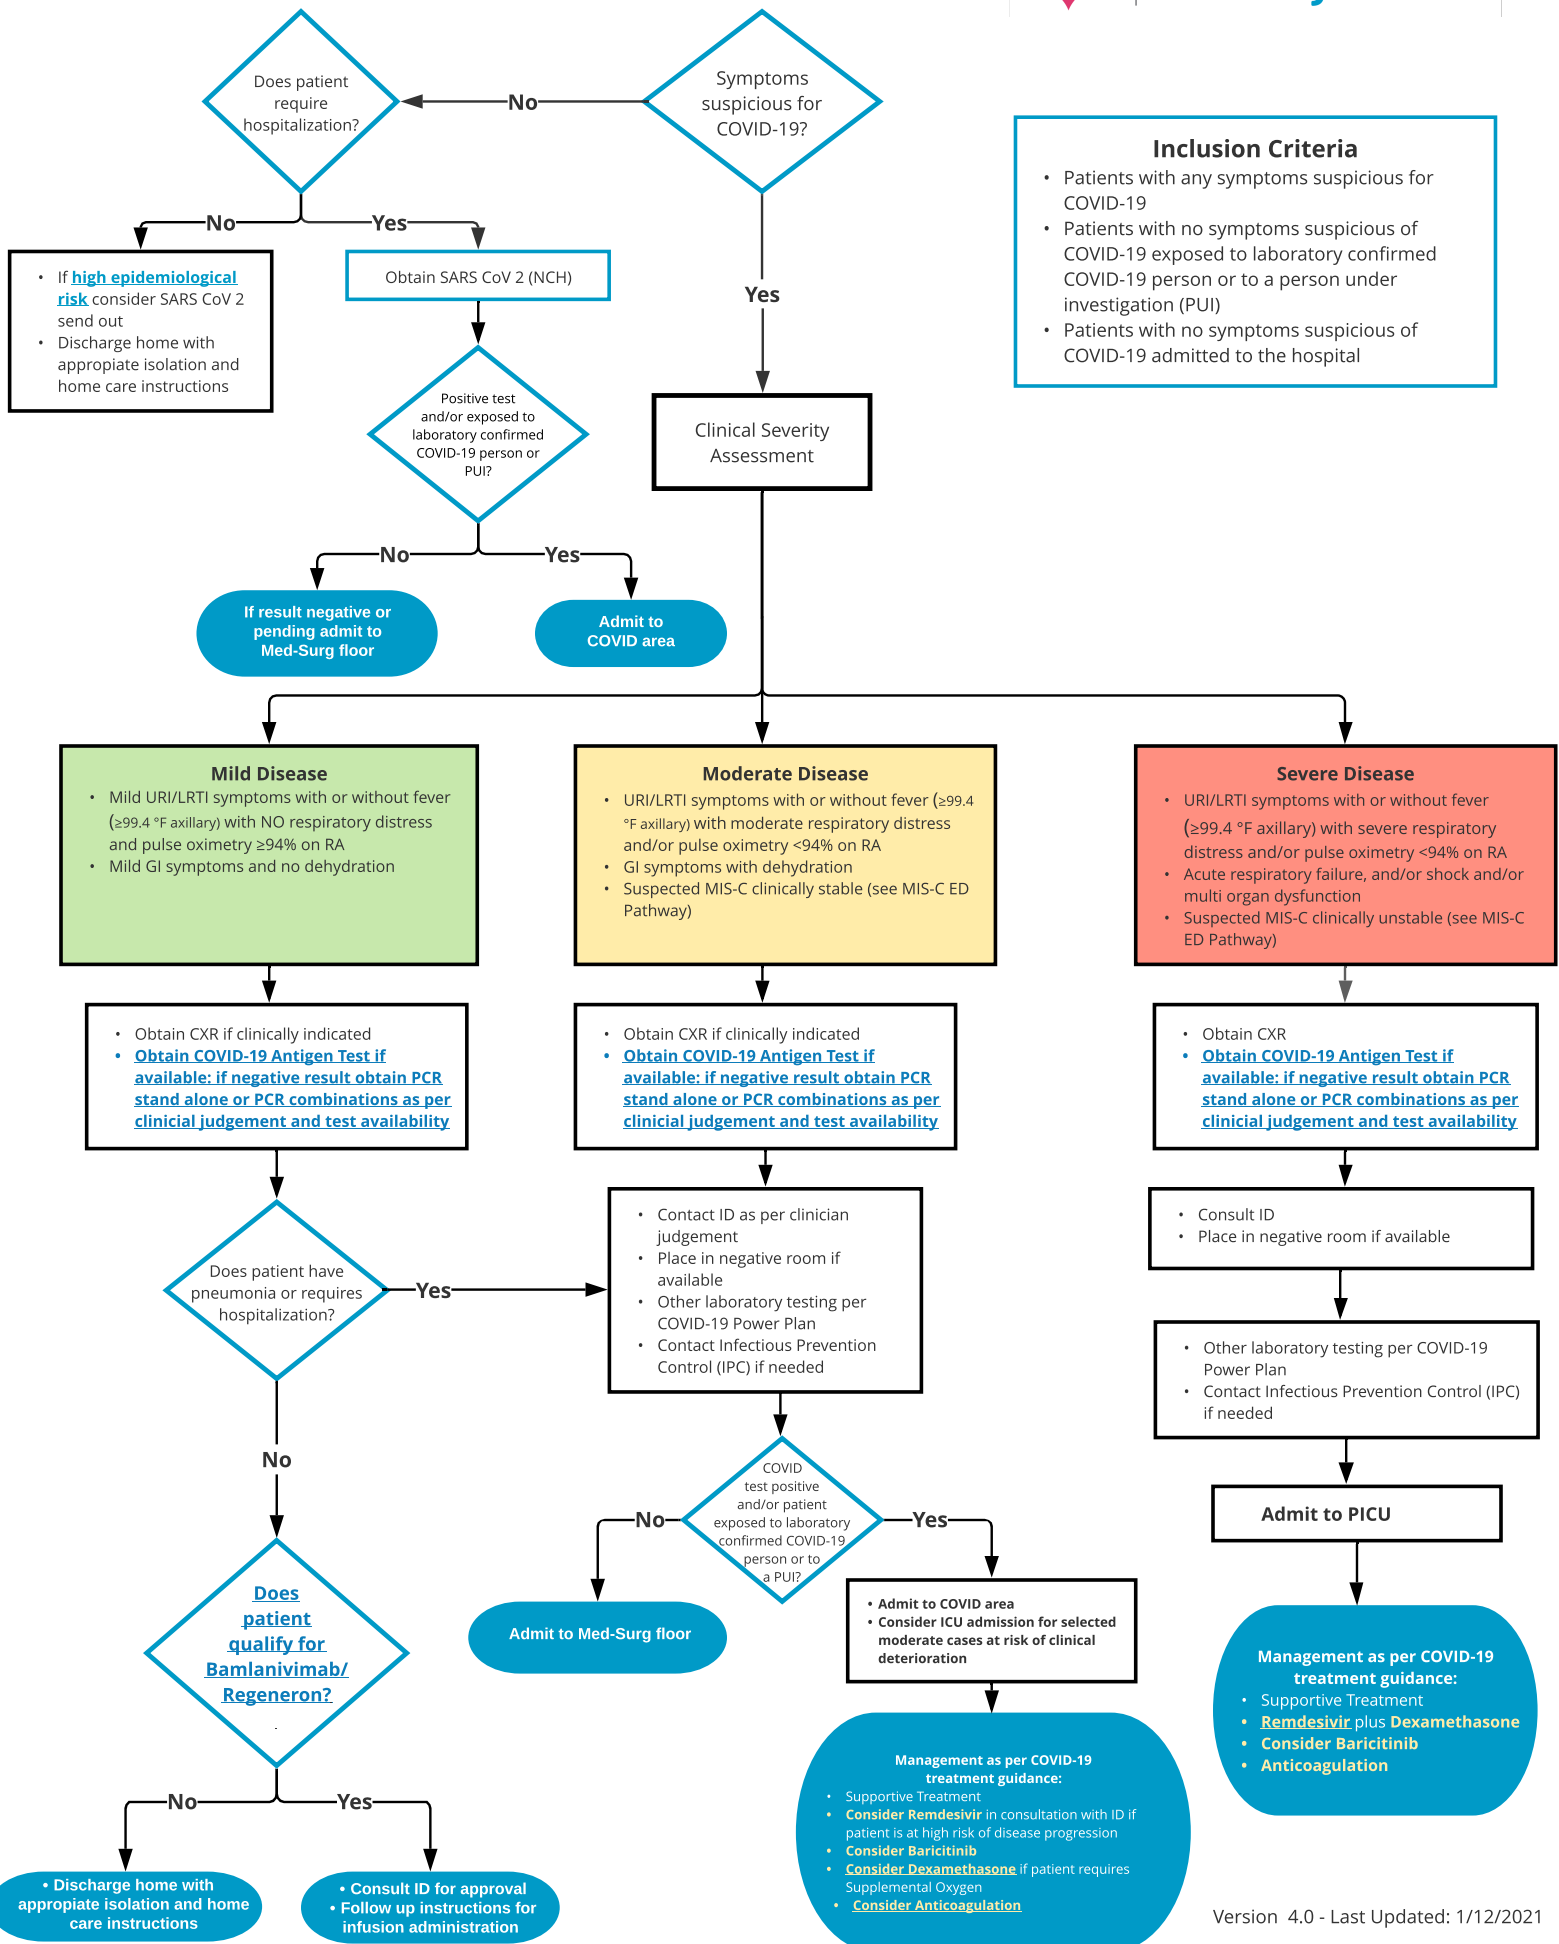 Does patient
require
hospitalization?
No
Symptoms
suspicious for
COVID-19?
Inclusion Criteria
• Patients with any symptoms suspicious for
COVID-19
• Patients with no symptoms suspicious of
COVID-19 exposed to laboratory confirmed
COVID-19 person or to a person under
investigation (PUI)
• Patients with no symptoms suspicious of
COVID-19 admitted to the hospital
No
Yes
Yes
• If high epidemiological
risk consider SARS CoV 2
send out
• Discharge home with
appropiate isolation and
home care instructions
Obtain SARS CoV 2 (NCH)
Positive test
and/or exposed to
laboratory confirmed
COVID-19 person or
PUI?
Clinical Severity
Assessment
No
Yes
If result negative or
pending admit to
Med-Surg floor
Admit to
COVID area
Mild Disease
• Mild URI/LRTI symptoms with or without fever
(≥99.4 °F axillary) with NO respiratory distress
and pulse oximetry ≥94% on RA
• Mild GI symptoms and no dehydration
Moderate Disease
• URI/LRTI symptoms with or without fever (≥99.4
°F axillary) with moderate respiratory distress
and/or pulse oximetry <94% on RA
• GI symptoms with dehydration
• Suspected MIS-C clinically stable (see MIS-C ED
Pathway)
Severe Disease
• URI/LRTI symptoms with or without fever
(≥99.4 °F axillary) with severe respiratory
distress and/or pulse oximetry <94% on RA
• Acute respiratory failure, and/or shock and/or
multi organ dysfunction
• Suspected MIS-C clinically unstable (see MIS-C
ED Pathway)
• Obtain CXR if clinically indicated
• Obtain COVID-19 Antigen Test if
available: if negative result obtain PCR
stand alone or PCR combinations as per
clinicial judgement and test availability
• Obtain CXR if clinically indicated
• Obtain COVID-19 Antigen Test if
available: if negative result obtain PCR
stand alone or PCR combinations as per
clinicial judgement and test availability
• Obtain CXR
• Obtain COVID-19 Antigen Test if
available: if negative result obtain PCR
stand alone or PCR combinations as per
clinicial judgement and test availability
Does patient have
pneumonia or requires
hospitalization?
Yes
• Contact ID as per clinician
judgement
• Place in negative room if
available
• Other laboratory testing per
COVID-19 Power Plan
• Contact Infectious Prevention
Control (IPC) if needed
• Consult ID
• Place in negative room if available
• Other laboratory testing per COVID-19
Power Plan
• Contact Infectious Prevention Control (IPC)
if needed
No
COVID
test positive
and/or patient
exposed to laboratory
confirmed COVID-19
person or to
a PUI?
No
Yes
Admit to PICU
Does
patient
qualify for
Bamlanivimab/
Regeneron?
.
Admit to Med-Surg floor
• Admit to COVID area
• Consider ICU admission for selected
moderate cases at risk of clinical
deterioration
Management as per COVID-19
treatment guidance:
• Supportive Treatment
• Remdesivir plus Dexamethasone
• Consider Baricitinib
• Anticoagulation
No
Yes
Management as per COVID-19
treatment guidance:
• Supportive Treatment
• Consider Remdesivir in consultation with ID if
patient is at high risk of disease progression
• Consider Baricitinib
• Consider Dexamethasone if patient requires
Supplemental Oxygen
• Consider Anticoagulation
• Discharge home with
appropiate isolation and home
care instructions
• Consult ID for approval
• Follow up instructions for
infusion administration
Version 4.0 - Last Updated: 1/12/2021